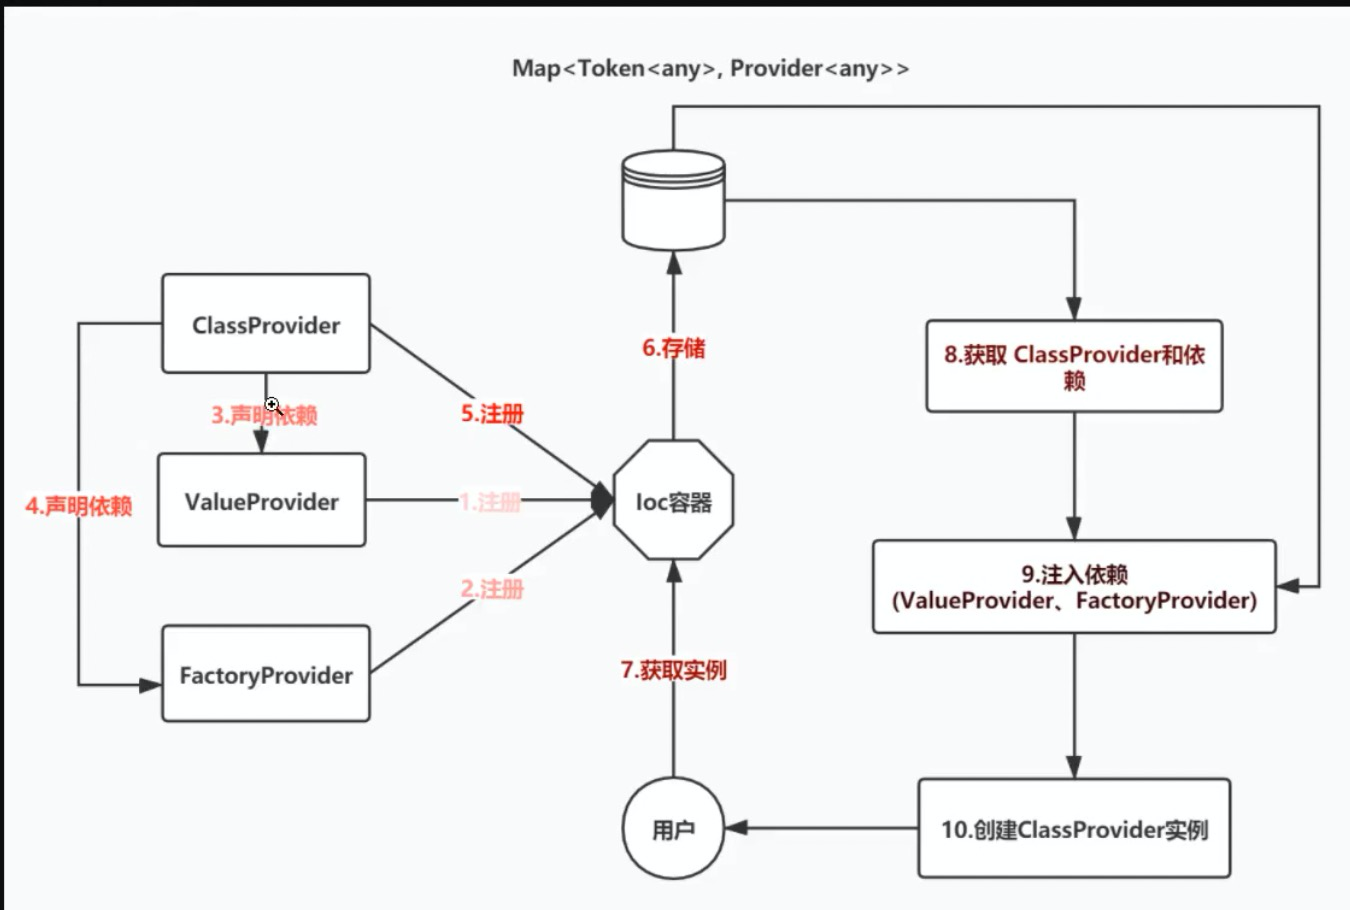 Map<Token<any>, Provider<any>>
ClassProvider
6.存储
8.获取 ClassProvider和依
赖
3.声明依赖
5.注册
4.声明依赖
ValueProvider
1.注册
Ioc容器
2.注册
9.注入依赖
(ValueProvider、FactoryProvider)
FactoryProvider
7.获取实例
用户
10.创建ClassProvider实例